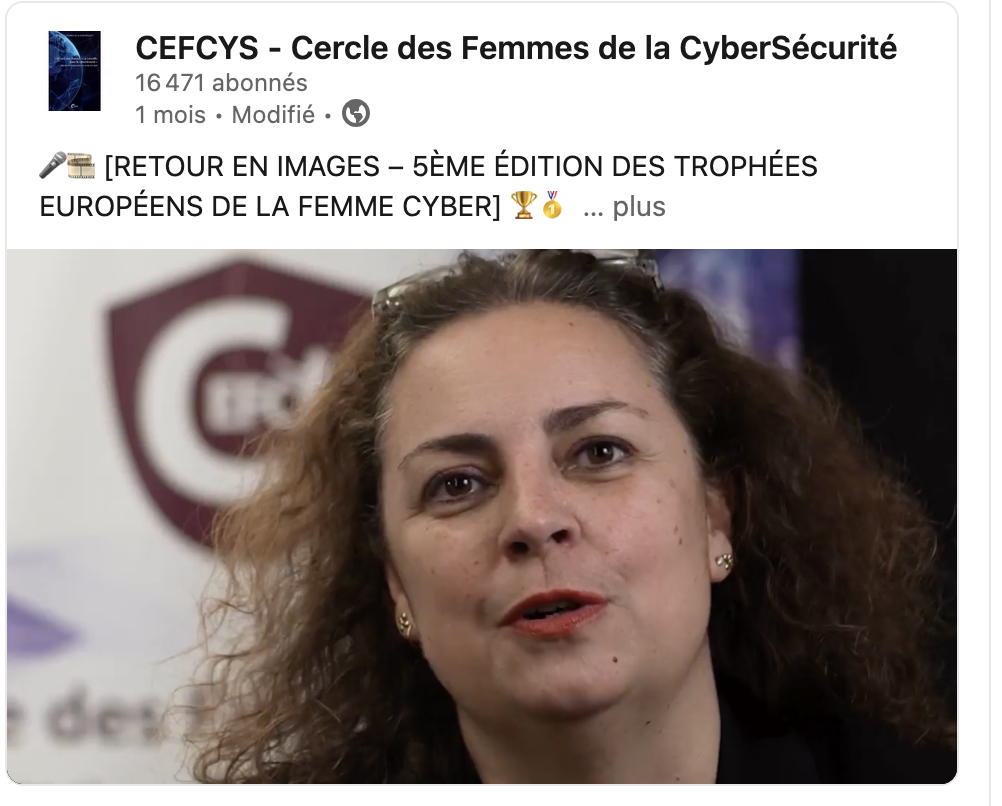 CEFCYS - Cercle des Femmes de la CyberSécurité
16 471 abonnés
1 mois • Modifié •
🎤🎞️ [RETOUR EN IMAGES – 5ÈME ÉDITION DES TROPHÉES
EUROPÉENS DE LA FEMME CYBER] 🏆🥇 ... plus
e des